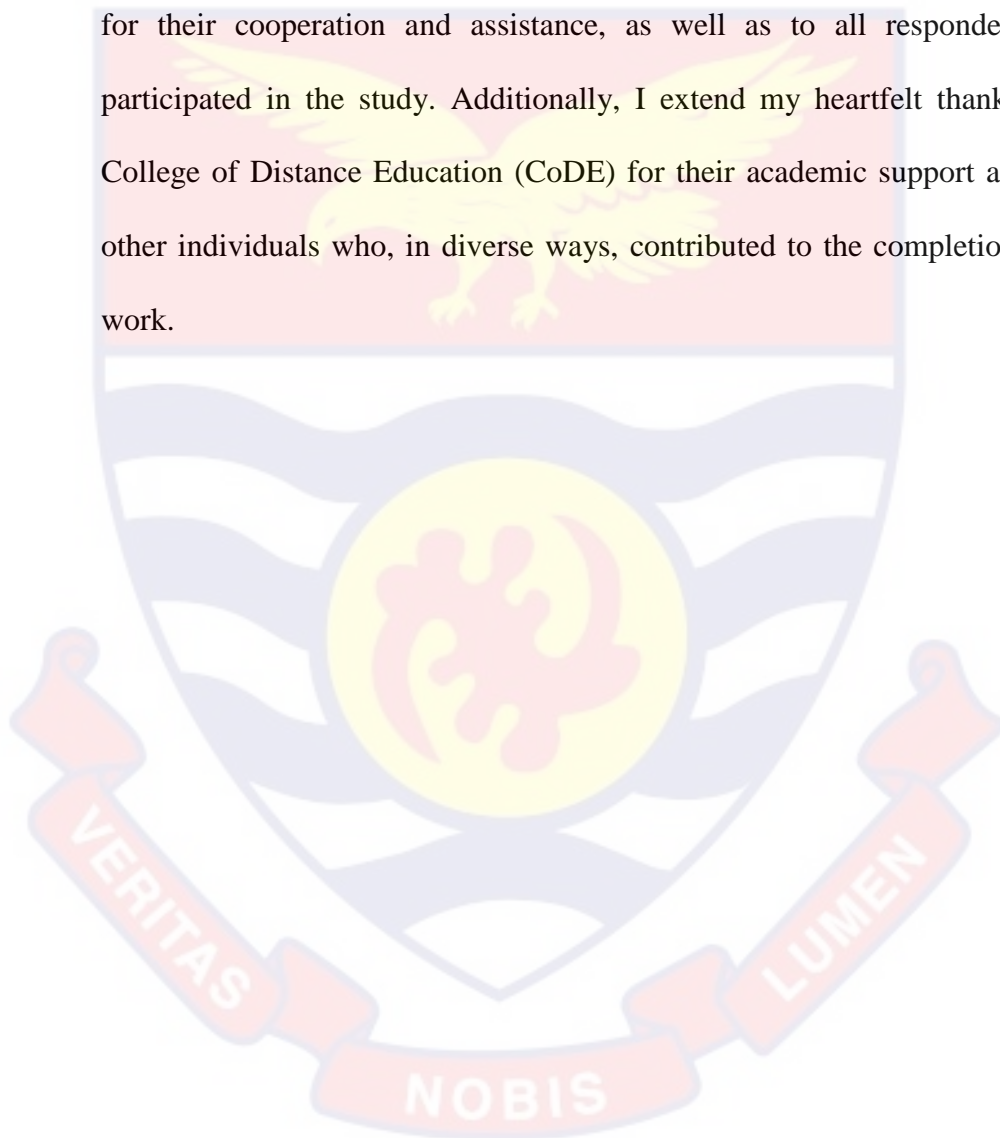 for their cooperation and assistance, as well as to all responde
participated in the study. Additionally, I extend my heartfelt thank
College of Distance Education (CoDE) for their academic support a
other individuals who, in diverse ways, contributed to the completio
work.
VERITAS
NOBIS
LUMEN